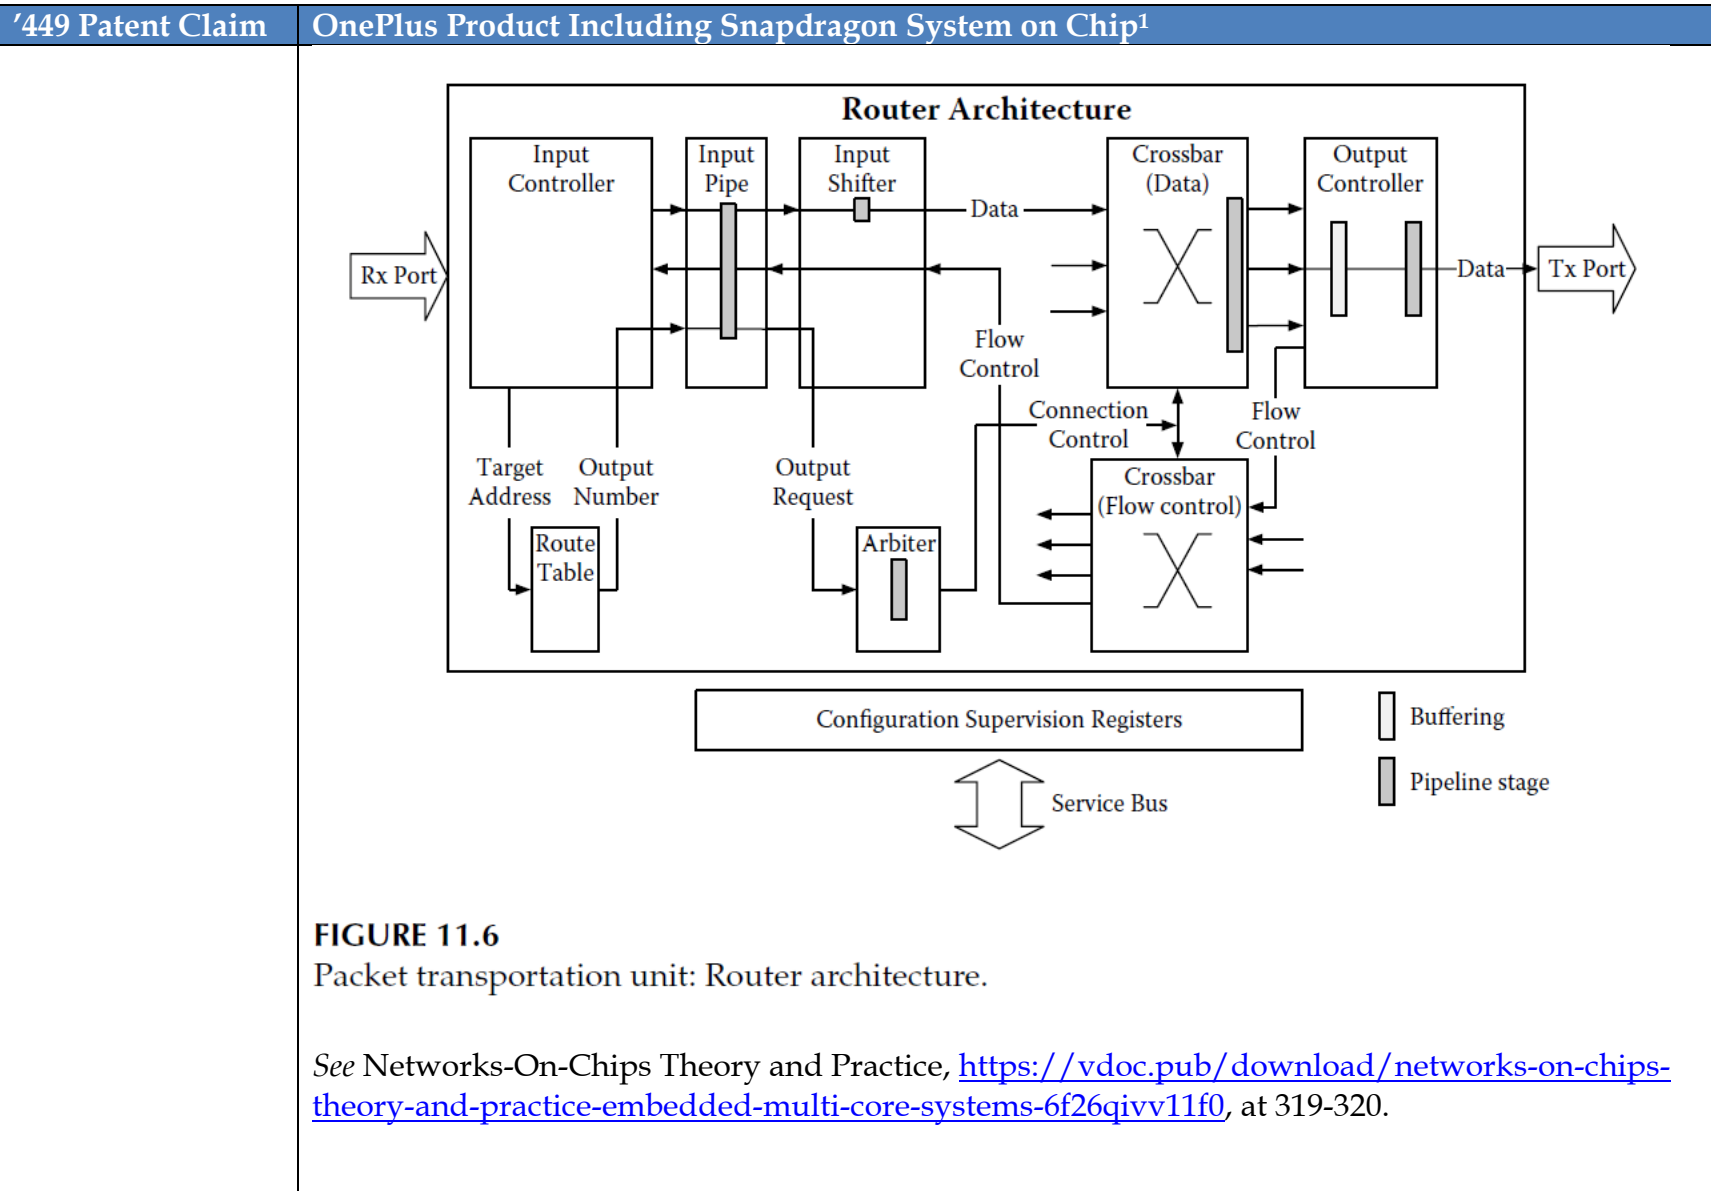 ’449 Patent Claim
OnePlus Product Including Snapdragon System on Chip¹
Router Architecture
Input
Controller
Input
Pipe
Input
Shifter
Crossbar
(Data)
Output
Controller
Data
Rx Port
Data
Tx Port
Flow
Control
Connection
Control
Flow
Control
Target
Address
Output
Number
Output
Request
Crossbar
(Flow control)
Route
Table
Arbiter
Configuration Supervision Registers
Buffering
Pipeline stage
Service Bus
FIGURE 11.6
Packet transportation unit: Router architecture.
See Networks-On-Chips Theory and Practice, https://vdoc.pub/download/networks-on-chips-
theory-and-practice-embedded-multi-core-systems-6f26qivv11f0, at 319-320.